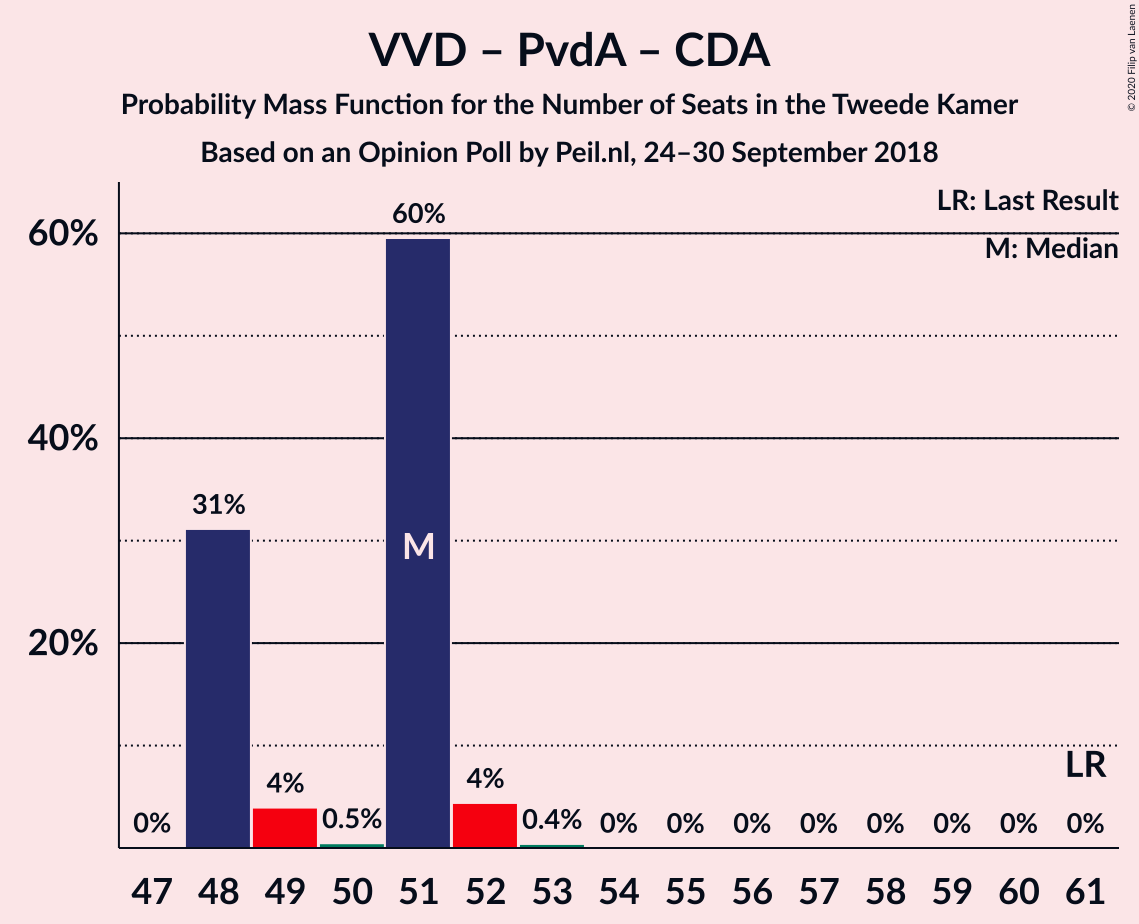 VVD – PvdA – CDA
Probability Mass Function for the Number of Seats in the Tweede Kamer
Based on an Opinion Poll by Peil.nl, 24–30 September 2018
© 2020 Filip van Laenen
LR: Last Result
M: Median
60%
40%
20%
0%
31%
4%
0.5%
60%
M
4%
0.4%
0%
0%
0%
0%
0%
0%
0%
0%
LR
47 48 49 50 51 52 53 54 55 56 57 58 59 60 61